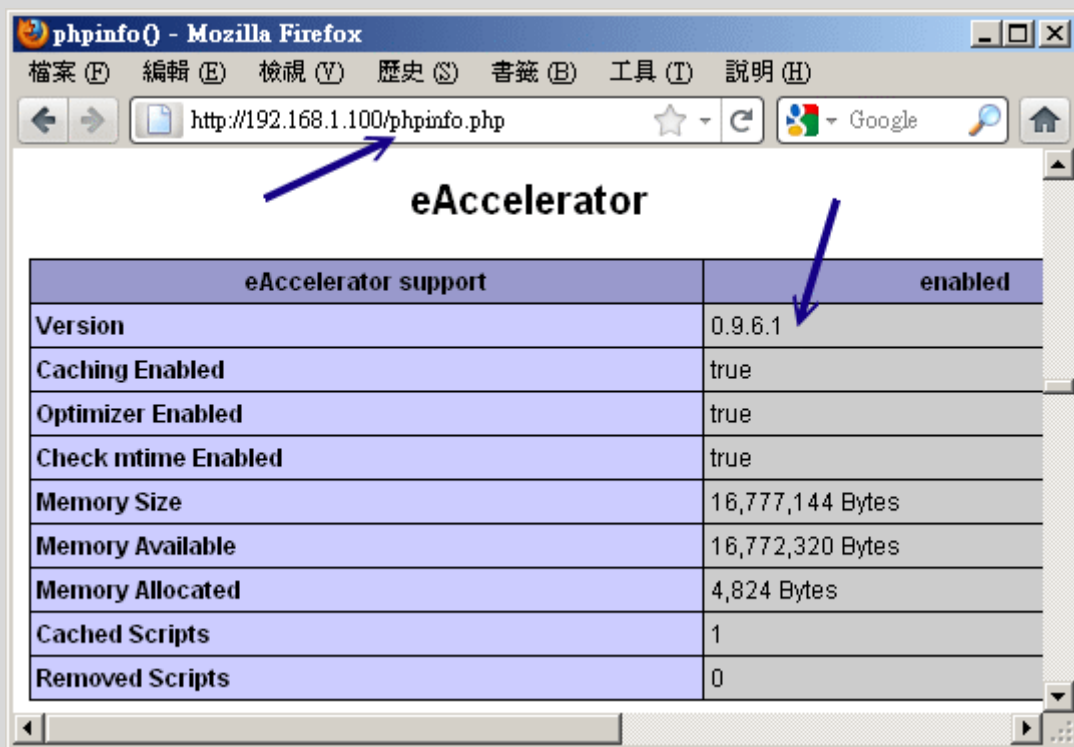 phpinfo() - Mozilla Firefox
檔案 (F) 編輯 (E) 檢視 (V) 歷史 (S) 書籤 (B) 工具 (T) 說明 (H)
http://192.168.1.100/phpinfo.php Google
eAccelerator
eAccelerator support enabled
Version 0.9.6.1
Caching Enabled true
Optimizer Enabled true
Check mtime Enabled true
Memory Size 16,777,144 Bytes
Memory Available 16,772,320 Bytes
Memory Allocated 4,824 Bytes
Cached Scripts 1
Removed Scripts 0